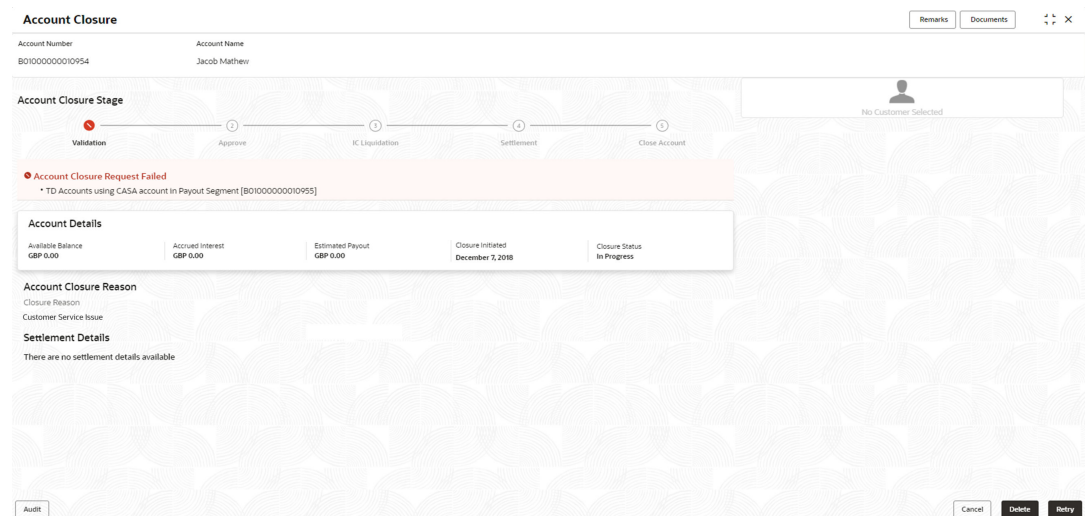 Account Closure
Remarks
Documents
Account Number
Account Name
B01000000010954
Jacob Mathew
No Customer Selected
Account Closure Stage
2
3
4
5
Validation
Approve
IC Liquidation
Settlement
Close Account
Account Closure Request Failed
• TD Accounts using CASA account in Payout Segment [B01000000010955]
Account Details
Available Balance
GBP 0.00
Accrued Interest
GBP 0.00
Estimated Payout
GBP 0.00
Closure Initiated
December 7, 2018
Closure Status
In Progress
Account Closure Reason
Closure Reason
Customer Service Issue
Settlement Details
There are no settlement details available
Audit
Cancel
Delete
Retry